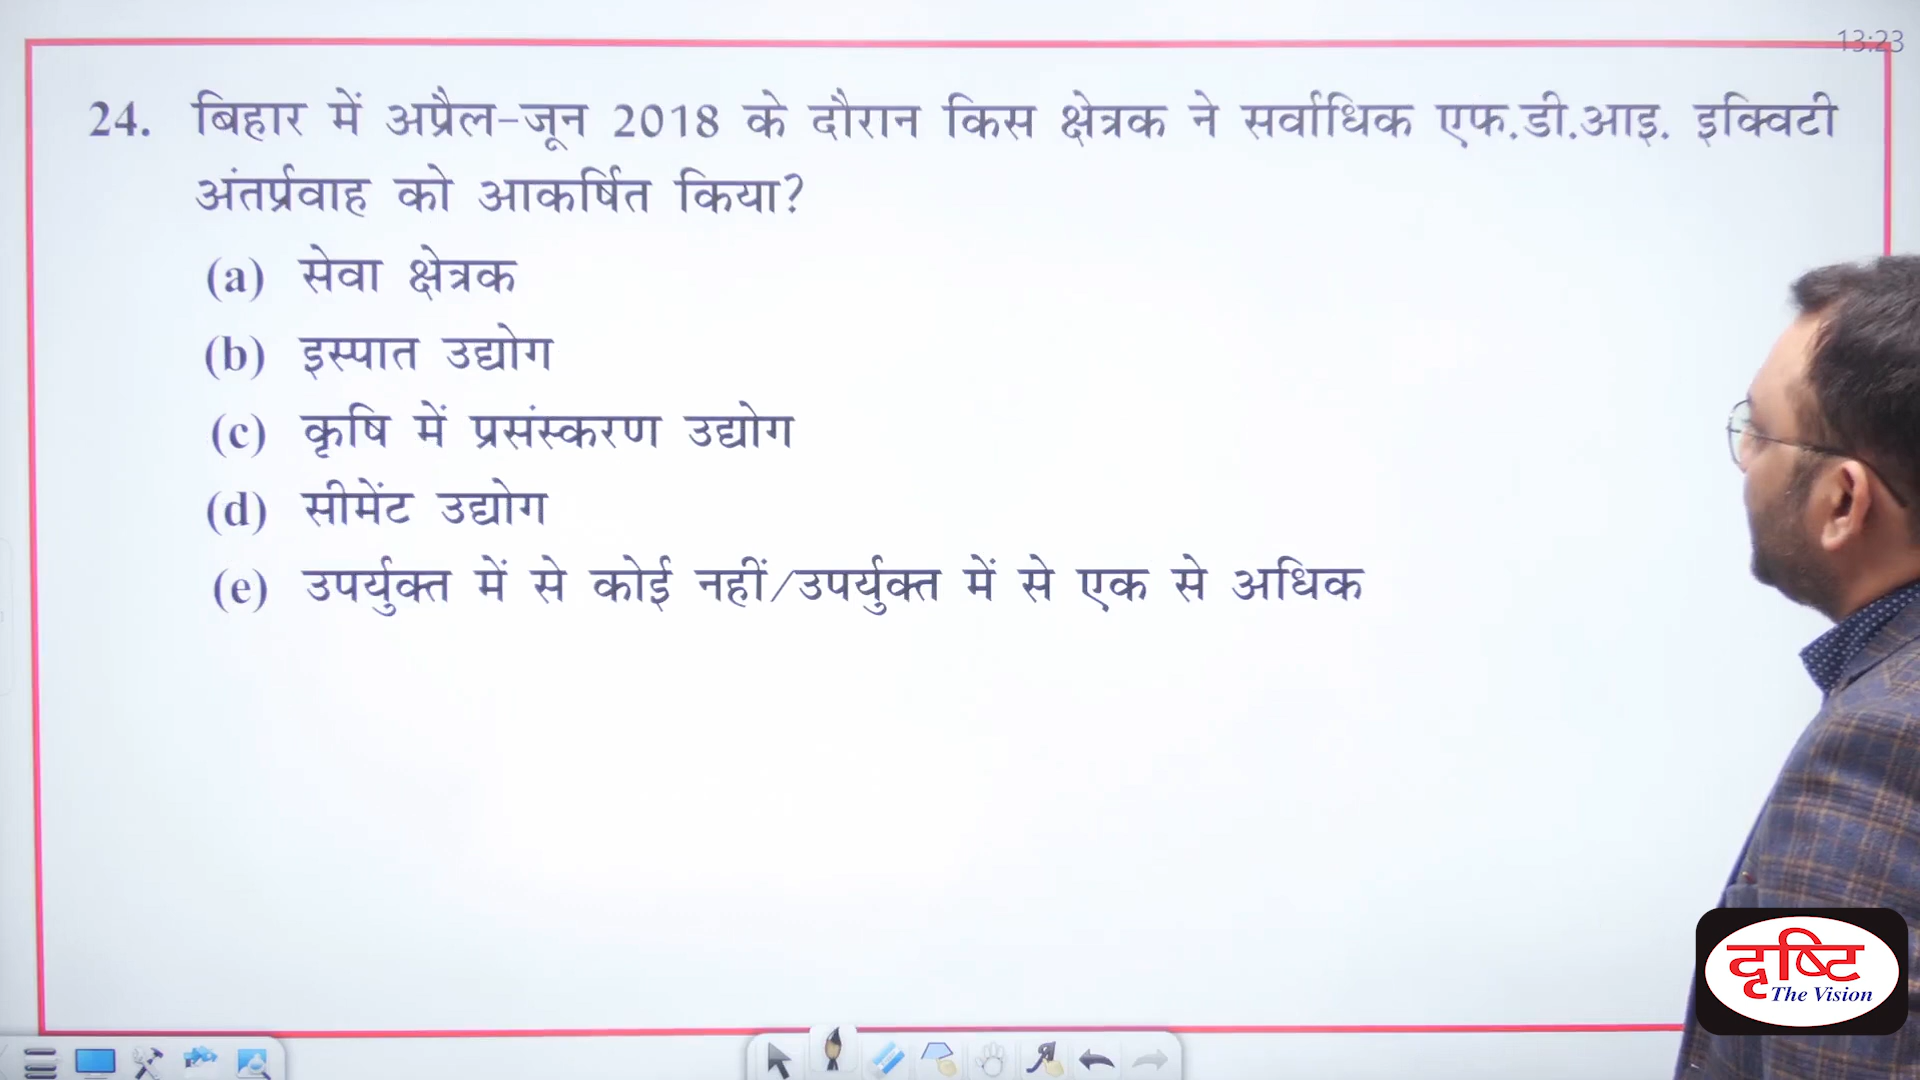 13:23
24. बिहार में अप्रैल-जून 2018 के दौरान किस क्षेत्रक ने सर्वाधिक एफ.डी.आइ. इक्विटी
अंतर्प्रवाह को आकर्षित किया?
(a) सेवा क्षेत्रक
(b) इस्पात उद्योग
(c) कृषि में प्रसंस्करण उद्योग
(d) सीमेंट उद्योग
(e) उपर्युक्त में से कोई नहीं/उपर्युक्त में से एक से अधिक
दृष्टि
The Vision